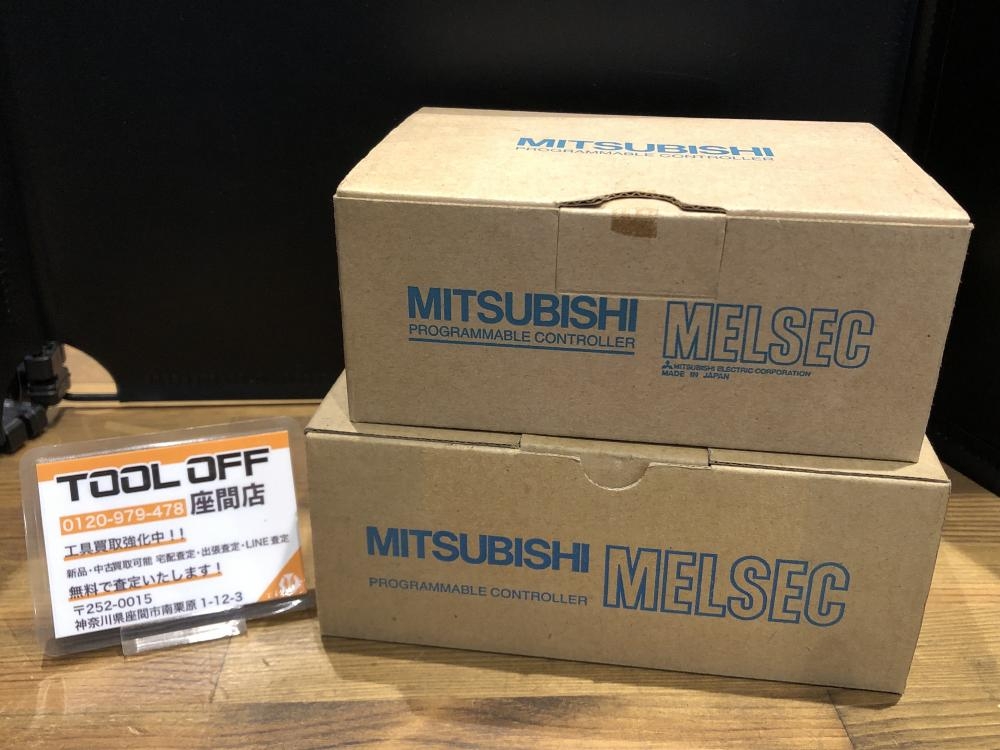 MITSUBISHI
PROGRAMMABLE CONTROLLER
MITSUBISHI
PROGRAMMABLE CONTROLLER
MELSEC
MITSUBISHI ELECTRIC CORPORATION
MADE IN JAPAN
MITSUBISHI
PROGRAMMABLE CONTROLLER
MELSEC
TOOL OFF
0120-979-478 座間店
工具買取強化中！！
新品・中古買取可能 宅配査定・出張査定・LINE査定
無料で査定いたします！
〒252-0015
神奈川県座間市南栗原 1-12-3